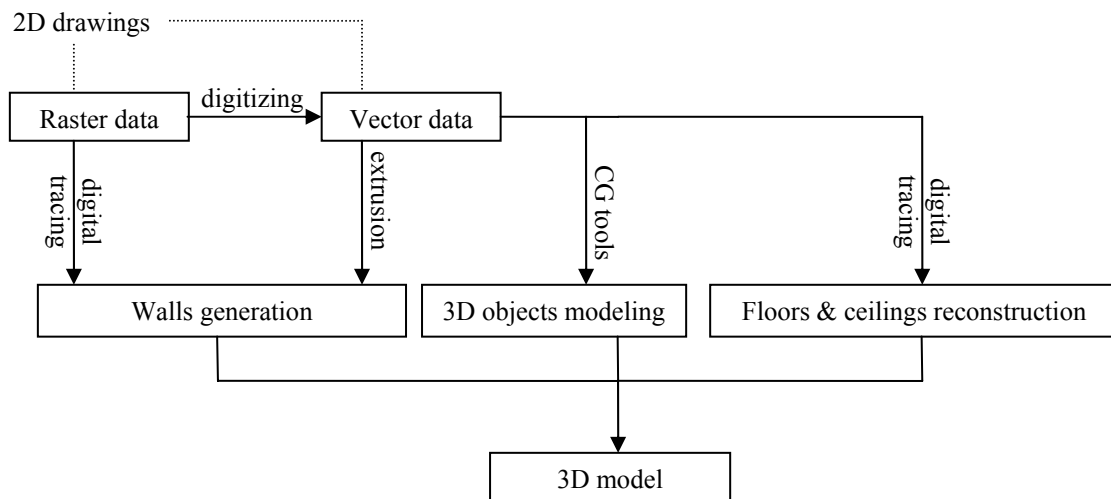 2D drawings
Raster data
digitizing
Vector data
digital
tracing
extrusion
CG tools
digital
tracing
Walls generation
3D objects modeling
Floors & ceilings reconstruction
3D model